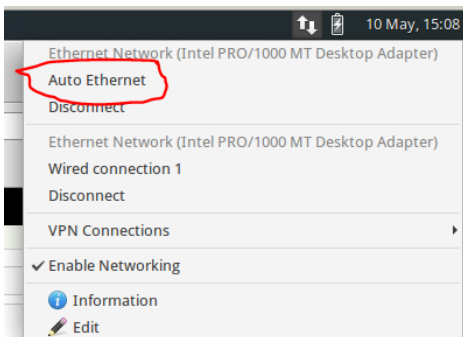 10 May, 15:08
Ethernet Network (Intel PRO/1000 MT Desktop Adapter)
Auto Ethernet
Disconnect
Ethernet Network (Intel PRO/1000 MT Desktop Adapter)
Wired connection 1
Disconnect
VPN Connections
Enable Networking
Information
Edit